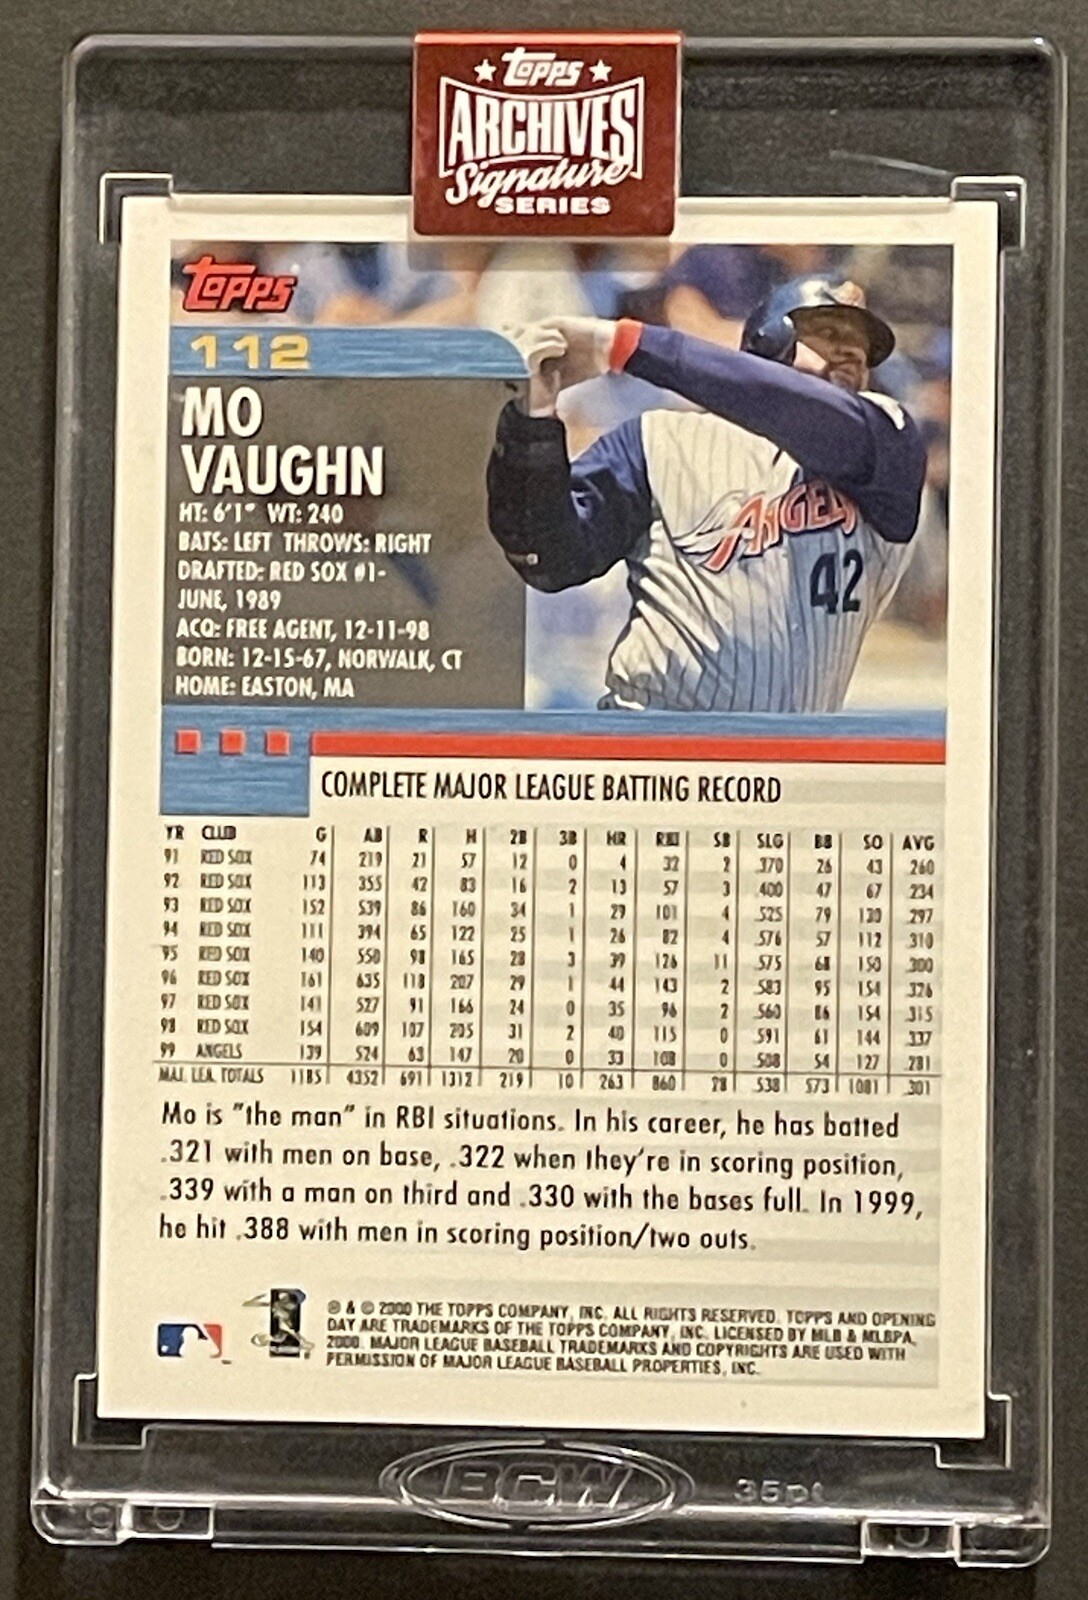 Topps
ARCHIVES
Signature
SERIES
Topps
112
MO
VAUGHN
HT: 6'1" WT: 240
BATS: LEFT THROWS: RIGHT
DRAFTED: RED SOX #1-
JUNE, 1989
ACQ: FREE AGENT, 12-11-98
BORN: 12-15-67, NORWALK, CT
HOME: EASTON, MA
ANGELS
42
COMPLETE MAJOR LEAGUE BATTING RECORD
YR CLUB G AB R H 2B 3B HR RBI SB SLG BB SO AVG
91 RED SOX 74 219 21 57 12 0 4 32 2 .370 26 43 .260
92 RED SOX 113 355 42 83 16 2 13 57 3 .400 47 67 .234
93 RED SOX 152 539 86 160 34 1 29 101 4 .525 79 130 .297
94 RED SOX 111 394 65 122 25 1 26 82 4 .576 57 112 .310
95 RED SOX 140 550 98 165 28 3 39 126 11 .575 68 150 .300
96 RED SOX 161 635 118 207 29 1 44 143 2 .583 95 154 .326
97 RED SOX 141 527 91 166 24 0 35 96 2 .560 86 154 .315
98 RED SOX 154 609 107 205 31 2 40 115 0 .591 61 144 .337
99 ANGELS 139 524 63 147 20 0 33 108 0 .508 54 127 .281
MAJ. LEA. TOTALS 1185 4352 691 1312 219 10 263 860 28 .538 573 1081 .301
Mo is "the man" in RBI situations. In his career, he has batted
.321 with men on base, .322 when they're in scoring position,
.339 with a man on third and .330 with the bases full. In 1999,
he hit .388 with men in scoring position/two outs.
® & © 2000 THE TOPPS COMPANY, INC. ALL RIGHTS RESERVED. TOPPS AND OPENING
DAY ARE TRADEMARKS OF THE TOPPS COMPANY, INC. LICENSED BY MLB & MLBPA,
2000. MAJOR LEAGUE BASEBALL TRADEMARKS AND COPYRIGHTS ARE USED WITH
PERMISSION OF MAJOR LEAGUE BASEBALL PROPERTIES, INC.
BCW
35pt